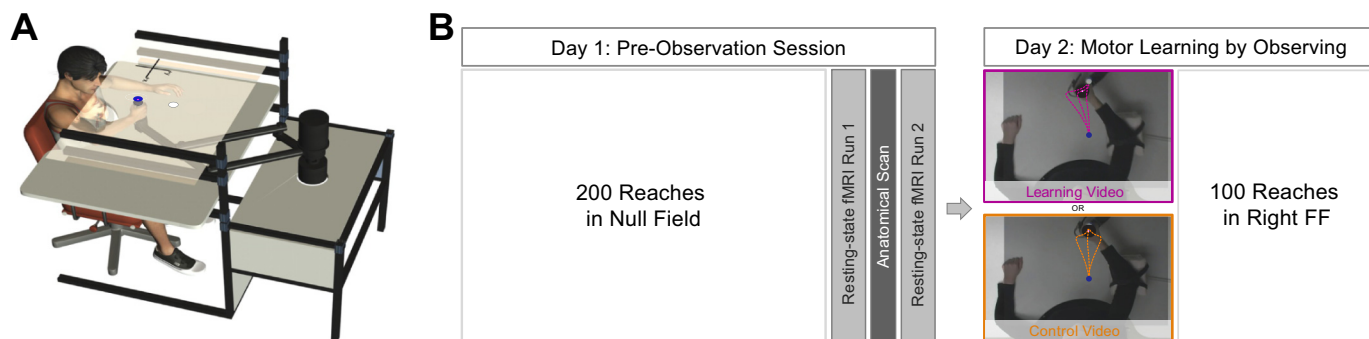 A
B
Day 1: Pre-Observation Session
200 Reaches
in Null Field
Resting-state fMRI Run 1
Anatomical Scan
Resting-state fMRI Run 2
Day 2: Motor Learning by Observing
Learning Video
OR
Control Video
100 Reaches
in Right FF